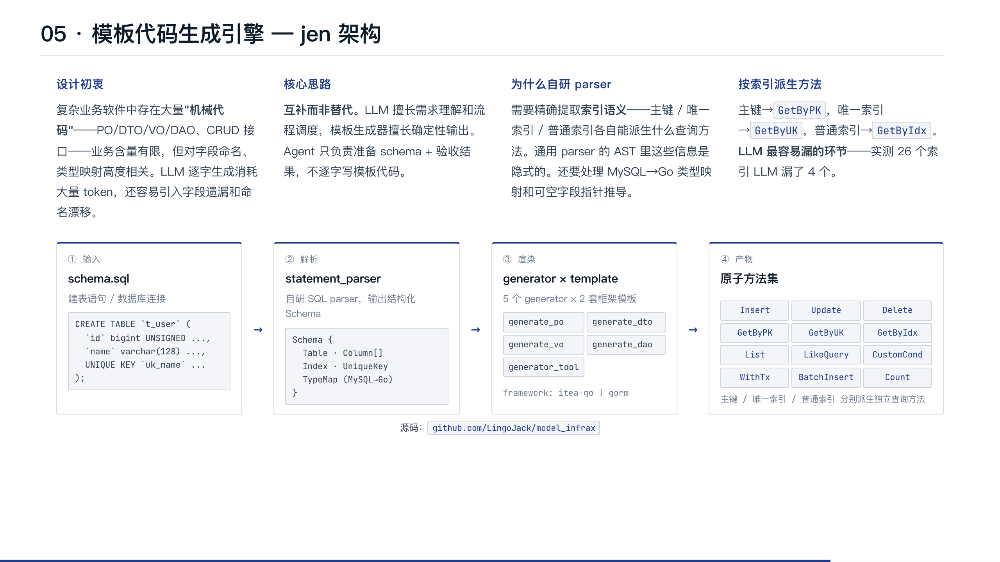 05 · 模板代码生成引擎 — jen 架构
设计初衷
复杂业务软件中存在大量"机械代
码"——PO/DTO/VO/DAO、CRUD 接
口——业务含量有限，但对字段命名、
类型映射高度相关。LLM 逐字生成消耗
大量 token，还容易引入字段遗漏和命
名漂移。
核心思路
互补而非替代。LLM 擅长需求理解和流
程调度，模板生成器擅长确定性输出。
Agent 只负责准备 schema + 验收结
果，不逐字写模板代码。
为什么自研 parser
需要精确提取索引语义——主键 / 唯一
索引 / 普通索引各自能派生什么查询方
法。通用 parser 的 AST 里这些信息是
隐式的。还要处理 MySQL→Go 类型映
射和可空字段指针推导。
按索引派生方法
主键→GetByPK，唯一索引
→GetByUK，普通索引→GetByIdx。
LLM 最容易漏的环节——实测 26 个索
引 LLM 漏了 4 个。
① 输入
schema.sql
建表语句 / 数据库连接
CREATE TABLE `t_user` (
  `id` bigint UNSIGNED ...,
  `name` varchar(128) ...,
  UNIQUE KEY `uk_name` ...
);
→
② 解析
statement_parser
自研 SQL parser，输出结构化
Schema
Schema {
  Table · Column[]
  Index · UniqueKey
  TypeMap (MySQL→Go)
}
→
③ 渲染
generator × template
5 个 generator × 2 套框架模板
generate_po generate_dto
generate_vo generate_dao
generator_tool
framework: itea-go | gorm
→
④ 产物
原子方法集
Insert Update Delete
GetByPK GetByUK GetByIdx
List LikeQuery CustomCond
WithTx BatchInsert Count
主键 / 唯一索引 / 普通索引 分别派生独立查询方法
源码：github.com/LingoJack/model_infrax